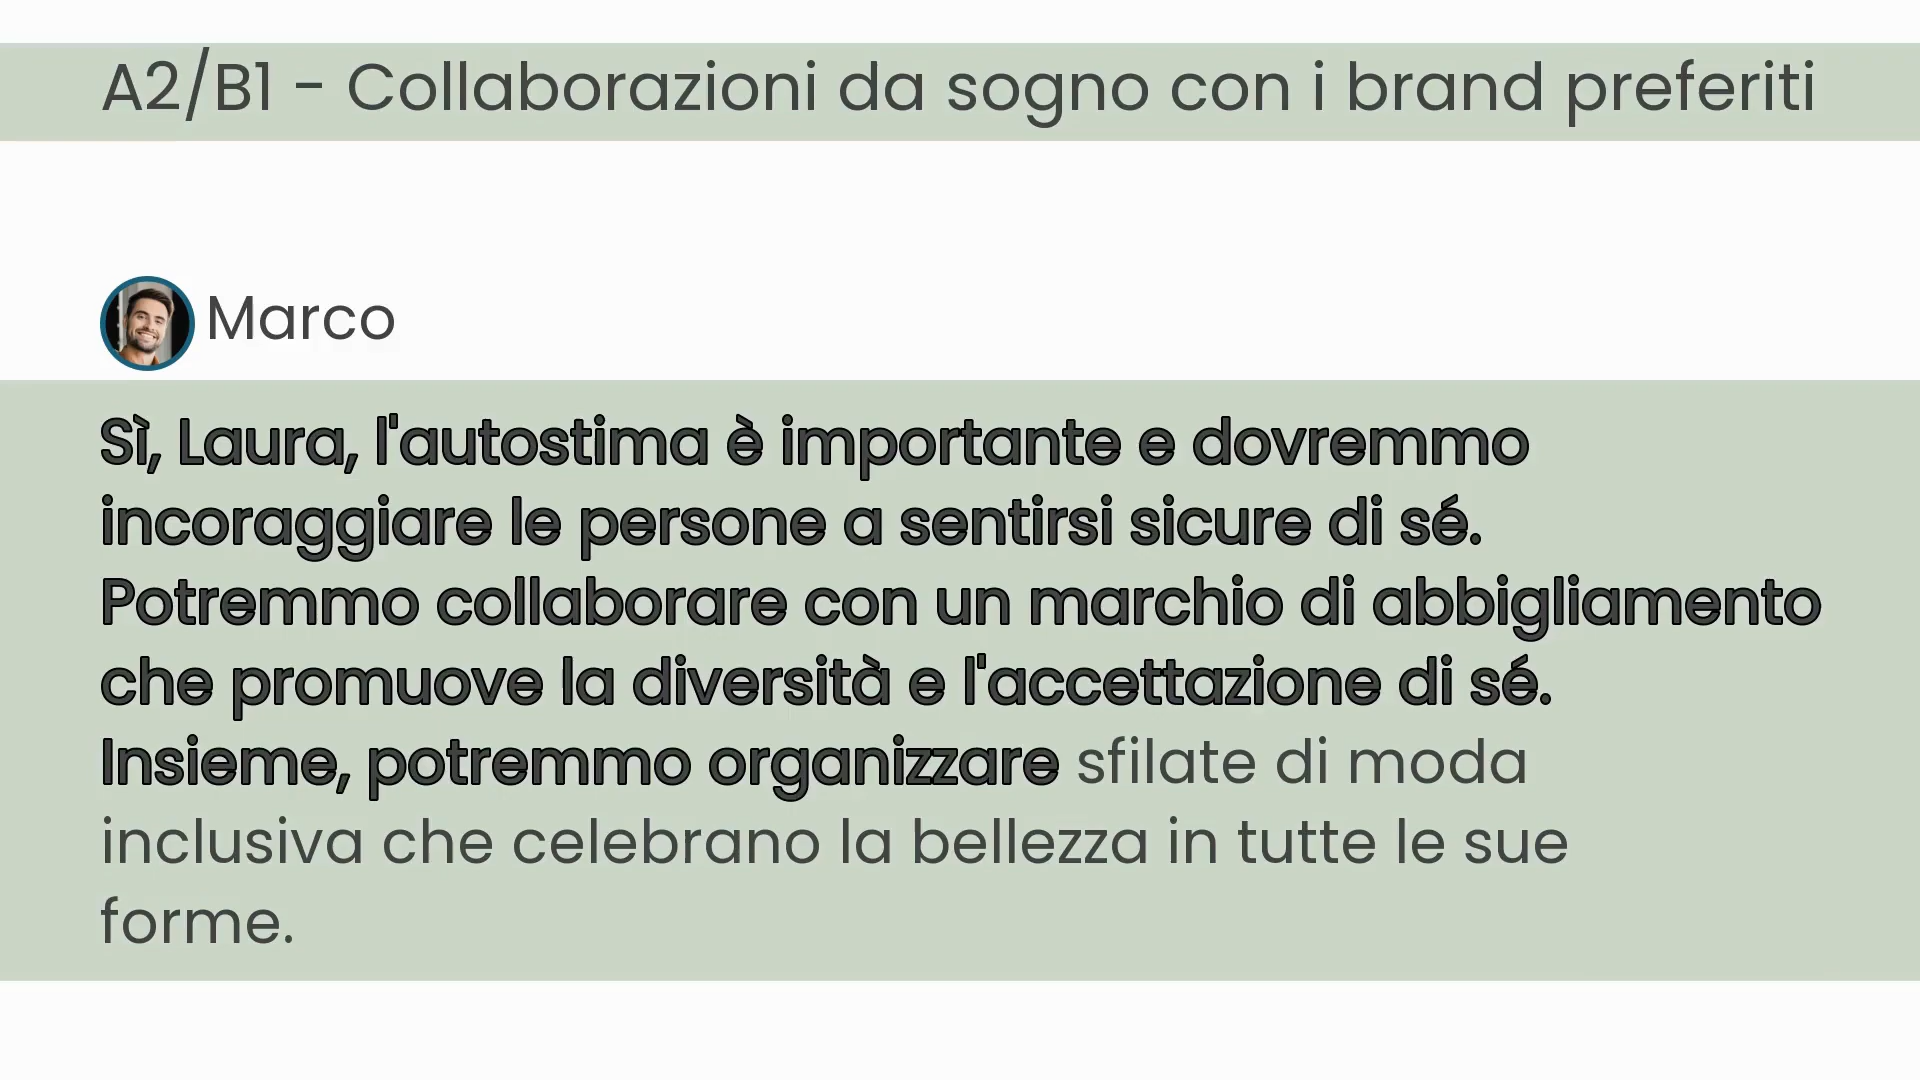 A2/B1 - Collaborazioni da sogno con i brand preferiti
Marco
Sì, Laura, l'autostima è importante e dovremmo
incoraggiare le persone a sentirsi sicure di sé.
Potremmo collaborare con un marchio di abbigliamento
che promuove la diversità e l'accettazione di sé.
Insieme, potremmo organizzare sfilate di moda
inclusiva che celebrano la bellezza in tutte le sue
forme.